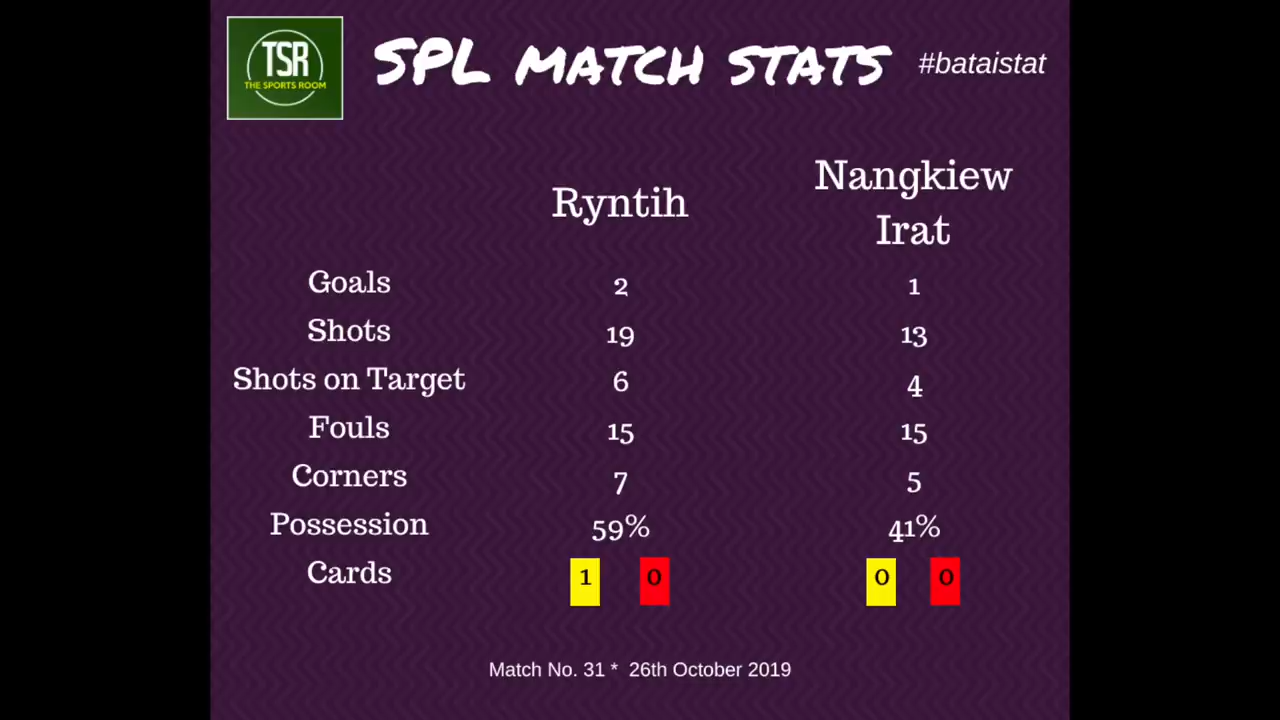 TSR
THE SPORTS ROOM
SPL MATCH STATS #bataistat
Ryntih
Nangkiew
Irat
Goals 2 1
Shots 19 13
Shots on Target 6 4
Fouls 15 15
Corners 7 5
Possession 59% 41%
Cards 1 0 0 0
Match No. 31 * 26th October 2019